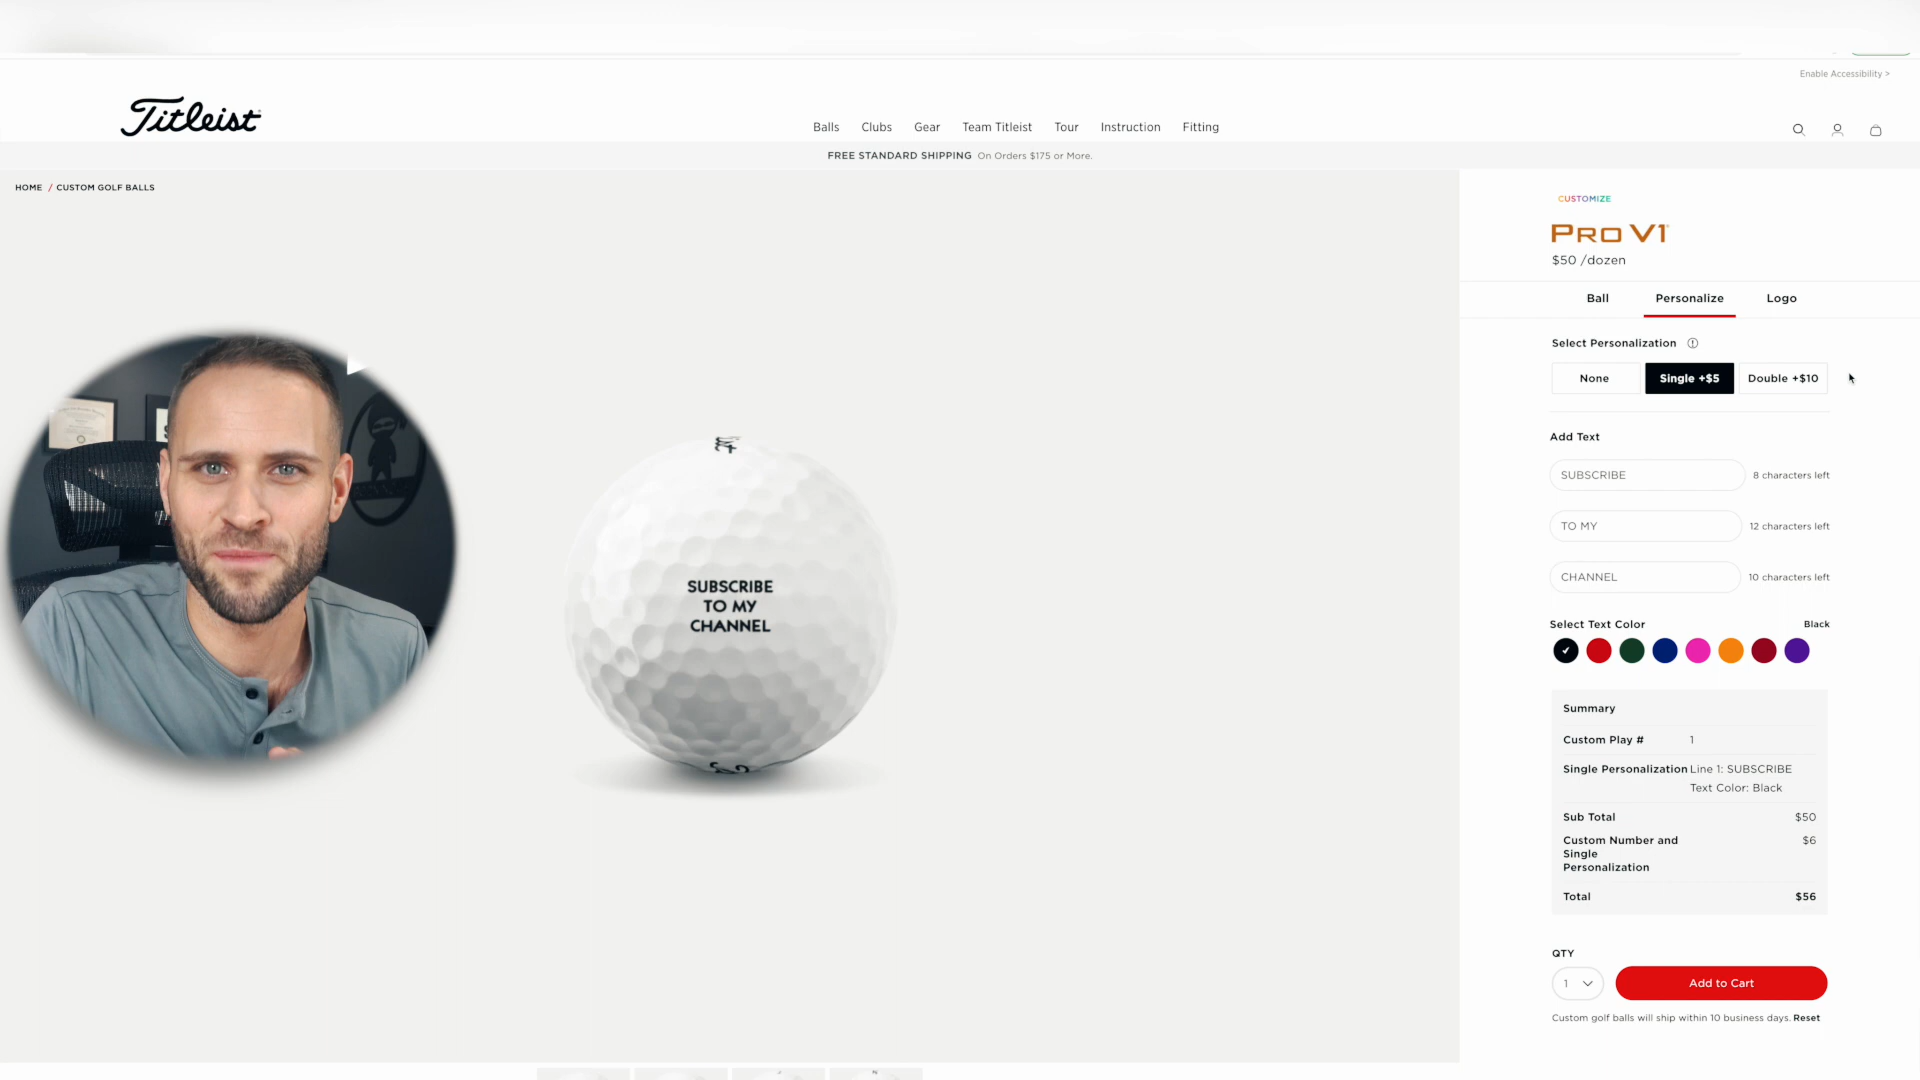 Enable Accessibility >
Titleist
Balls Clubs Gear Team Titleist Tour Instruction Fitting
FREE STANDARD SHIPPING On Orders $175 or More.
HOME / CUSTOM GOLF BALLS
CUSTOMIZE
PRO V1
$50 /dozen
Ball Personalize Logo
Select Personalization
None Single +$5 Double +$10
Add Text
SUBSCRIBE 8 characters left
TO MY 12 characters left
CHANNEL 10 characters left
SUBSCRIBE
TO MY
CHANNEL
Select Text Color Black
Summary
Custom Play # 1
Single Personalization Line 1: SUBSCRIBE
Text Color: Black
Sub Total $50
Custom Number and $6
Single
Personalization
Total $56
QTY
1 Add to Cart
Custom golf balls will ship within 10 business days. Reset